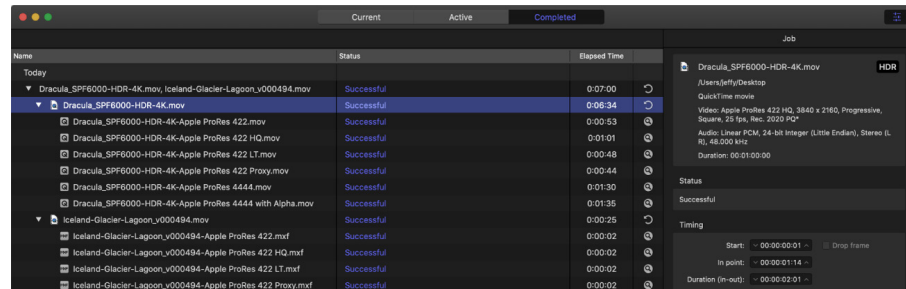 Current Active Completed
Job
Name Status Elapsed Time
Today
Dracula_SPF6000-HDR-4K.mov, Iceland-Glacier-Lagoon_v000494.mov Successful 0:07:00
Dracula_SPF6000-HDR-4K.mov Successful 0:06:34
Dracula_SPF6000-HDR-4K-Apple ProRes 422.mov Successful 0:00:53
Dracula_SPF6000-HDR-4K-Apple ProRes 422 HQ.mov Successful 0:01:01
Dracula_SPF6000-HDR-4K-Apple ProRes 422 LT.mov Successful 0:00:48
Dracula_SPF6000-HDR-4K-Apple ProRes 422 Proxy.mov Successful 0:00:44
Dracula_SPF6000-HDR-4K-Apple ProRes 4444.mov Successful 0:01:30
Dracula_SPF6000-HDR-4K-Apple ProRes 4444 with Alpha.mov Successful 0:01:35
Iceland-Glacier-Lagoon_v000494.mov Successful 0:00:25
Iceland-Glacier-Lagoon_v000494-Apple ProRes 422.mxf Successful 0:00:02
Iceland-Glacier-Lagoon_v000494-Apple ProRes 422 HQ.mxf Successful 0:00:02
Iceland-Glacier-Lagoon_v000494-Apple ProRes 422 LT.mxf Successful 0:00:02
Iceland-Glacier-Lagoon_v000494-Apple ProRes 422 Proxy.mxf Successful 0:00:02
Dracula_SPF6000-HDR-4K.mov HDR
/Users/jeffy/Desktop
QuickTime movie
Video: Apple ProRes 422 HQ, 3840 x 2160, Progressive,
Square, 25 fps, Rec. 2020 PQ*
Audio: Linear PCM, 24-bit Integer (Little Endian), Stereo (L
R), 48.000 kHz
Duration: 00:01:00:00
Status
Successful
Timing
Start: 00:00:00:01 Drop frame
In point: 00:00:01:14
Duration (in-out): 00:00:02:01